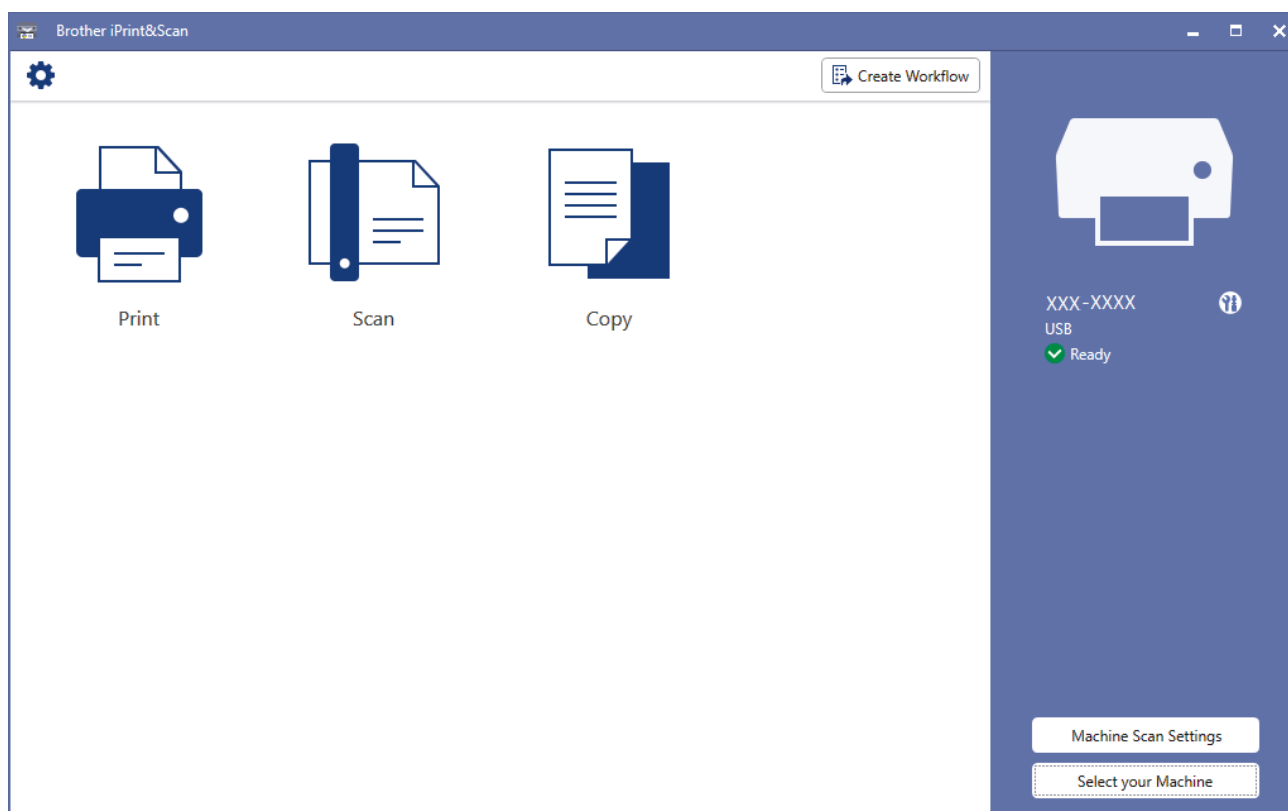 Brother iPrint&Scan
Create Workflow
Print
Scan
Copy
XXX-XXXX
USB
Ready
Machine Scan Settings
Select your Machine